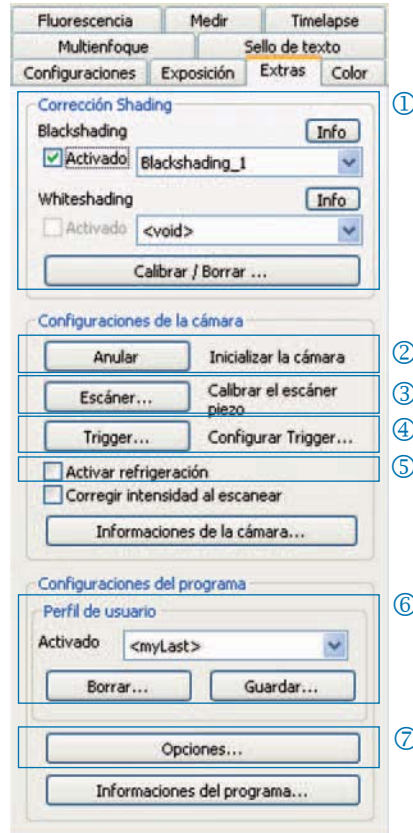 Fluorescencia Medir Timelapse
Multienfoque Sello de texto
Configuraciones Exposición Extras Color
Corrección Shading
①
Blackshading Info
Activado Blackshading_1
Whiteshading Info
Activado <void>
Calibrar / Borrar ...
Configuraciones de la cámara
Anular Inicializar la cámara ②
Escáner... Calibrar el escáner piezo ③
Trigger... Configurar Trigger... ④
Activar refrigeración ⑤
Corregir intensidad al escanear
Informaciones de la cámara...
Configuraciones del programa
Perfil de usuario ⑥
Activado <myLast>
Borrar... Guardar...
Opciones... ⑦
Informaciones del programa...